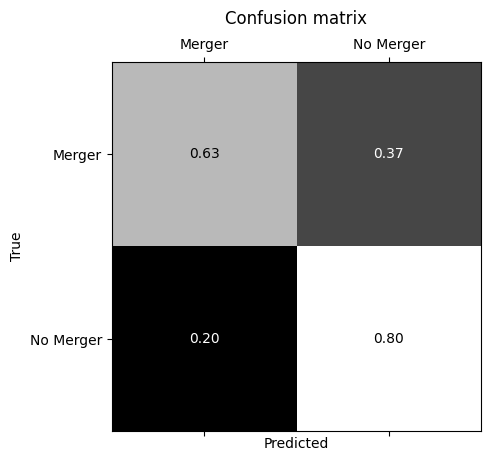 Confusion matrix
Merger No Merger
Merger 0.63 0.37
True
No Merger 0.20 0.80
Predicted